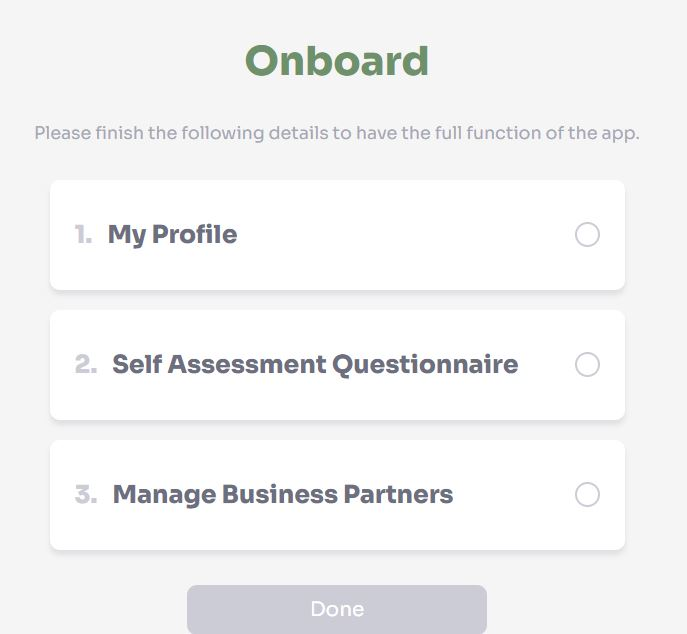 Onboard
Please finish the following details to have the full function of the app.
1. My Profile
2. Self Assessment Questionnaire
3. Manage Business Partners
Done